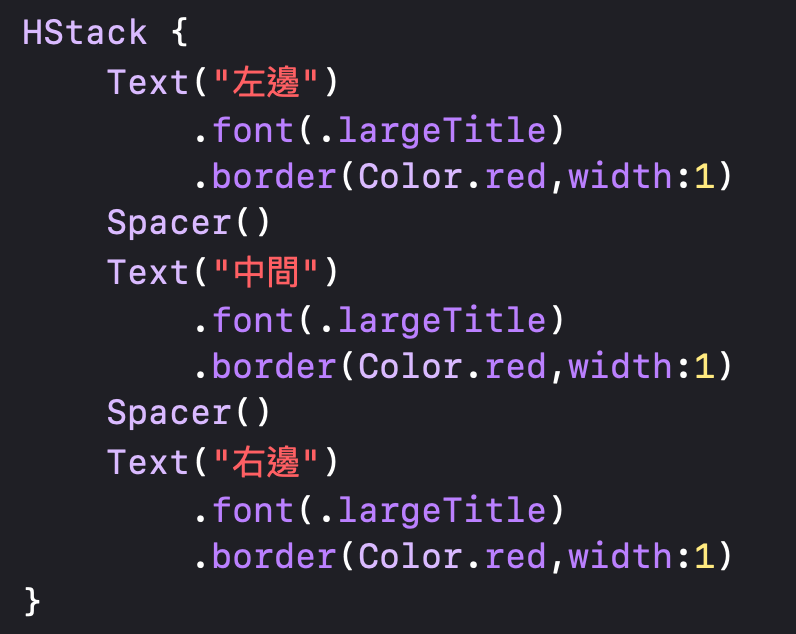 HStack {
    Text("左邊")
        .font(.largeTitle)
        .border(Color.red,width:1)
    Spacer()
    Text("中間")
        .font(.largeTitle)
        .border(Color.red,width:1)
    Spacer()
    Text("右邊")
        .font(.largeTitle)
        .border(Color.red,width:1)
}